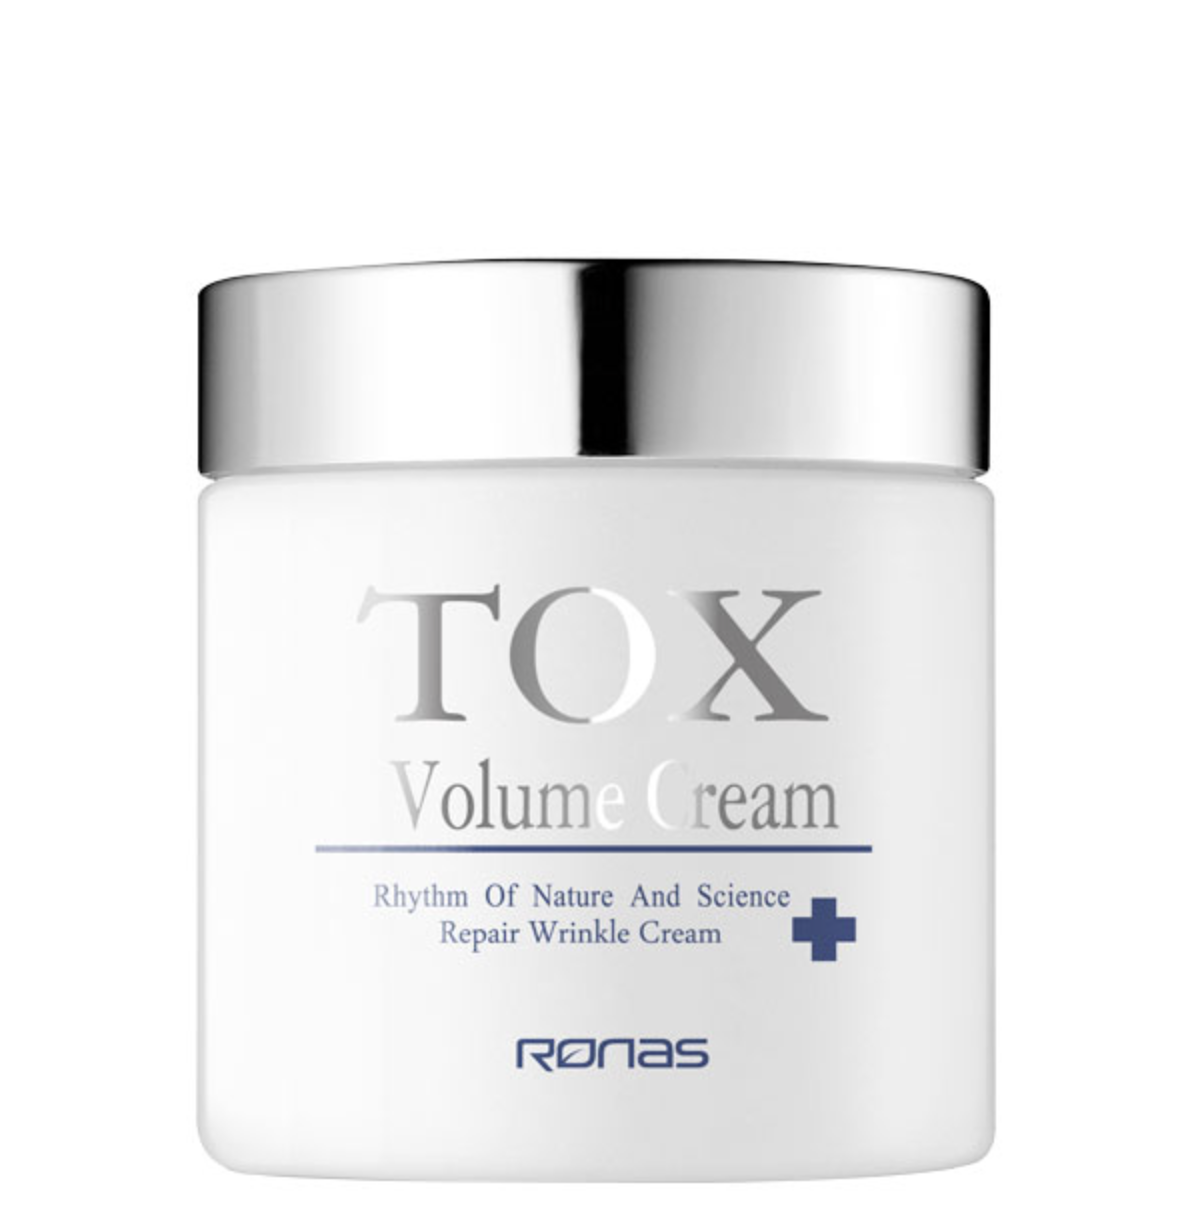 TOX
Volume Cream
Rhythm Of Nature And Science
Repair Wrinkle Cream
RONAS